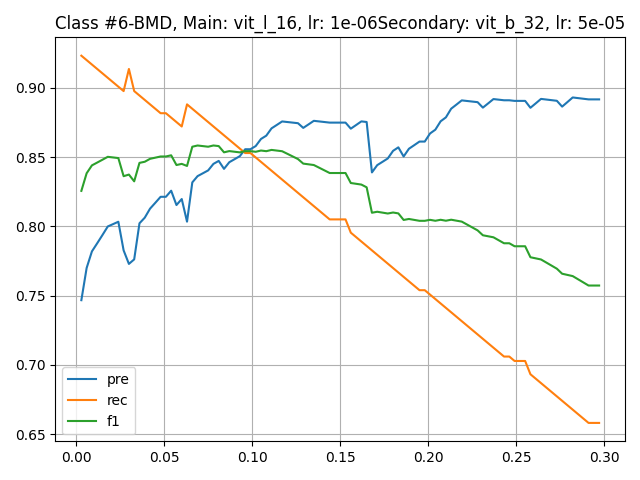 Class #6-BMD, Main: vit_l_16, lr: 1e-06Secondary: vit_b_32, lr: 5e-05
0.90
0.85
0.80
0.75
0.70
0.65
pre
rec
f1
0.00 0.05 0.10 0.15 0.20 0.25 0.30